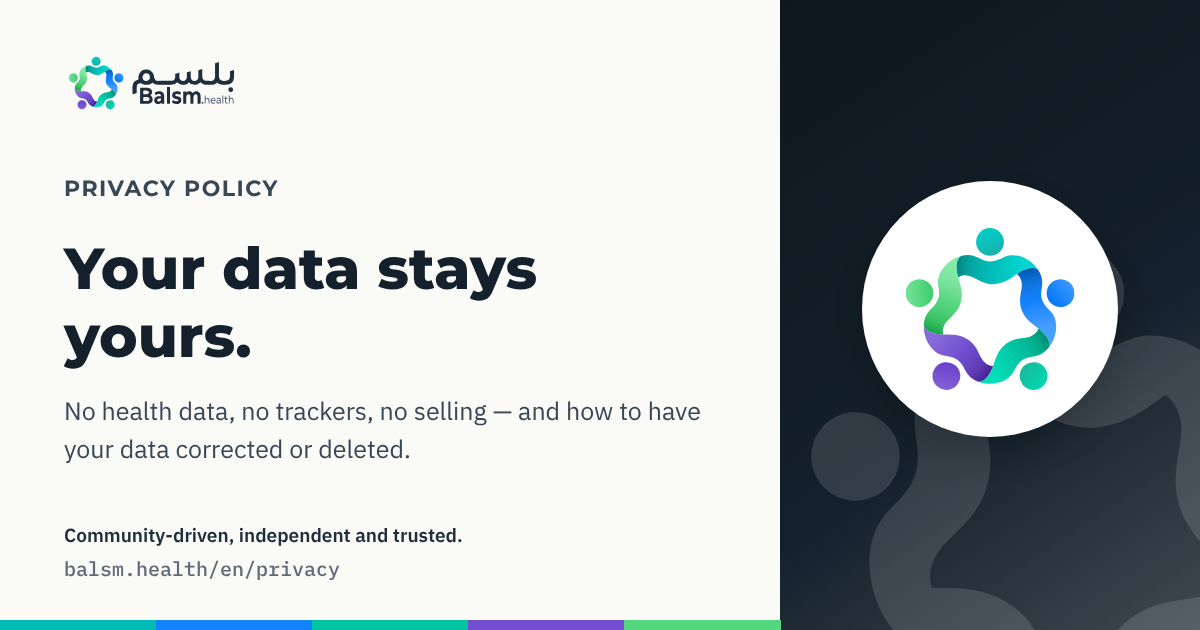 بلسم
Balsm.health
PRIVACY POLICY
Your data stays
yours.
No health data, no trackers, no selling — and how to have
your data corrected or deleted.
Community-driven, independent and trusted.
balsm.health/en/privacy